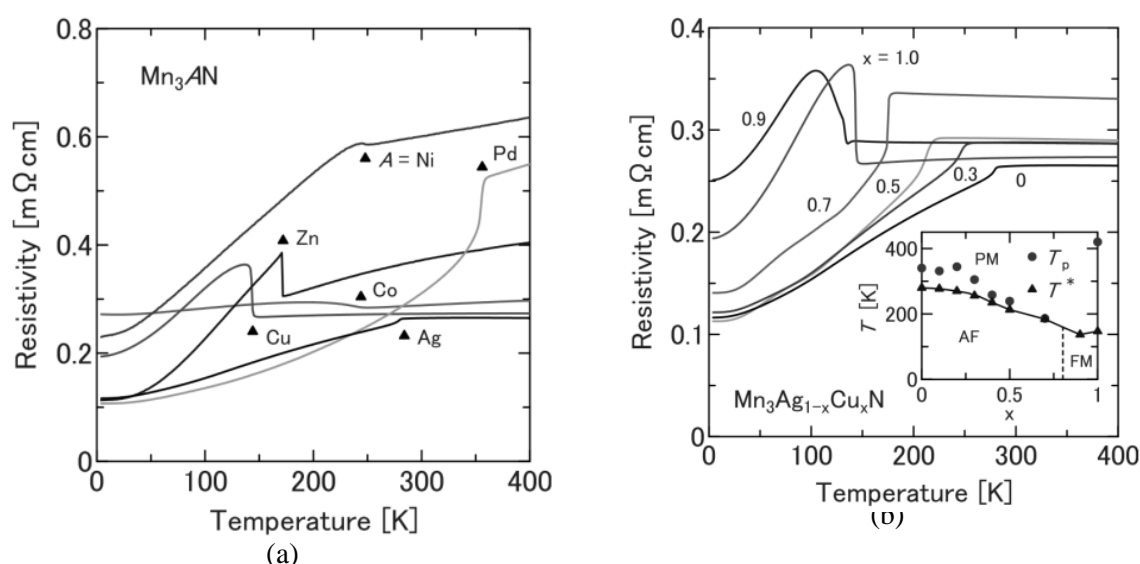 0.8
0.6
0.4
0.2
0
Resistivity [mΩcm]
Mn₃AN
A = Ni
Pd
Zn
Co
Cu
Ag
0 100 200 300 400
Temperature [K]
(a)
0.4
0.3
0.2
0.1
0
Resistivity [mΩcm]
x = 1.0
0.9
0.7
0.5
0.3
0
400
200
0
T [K]
PM
Tₚ
T*
AF
FM
0 0.5 1
x
Mn₃Ag₁₋ₓCuₓN
0 100 200 300 400
Temperature [K]
(b)